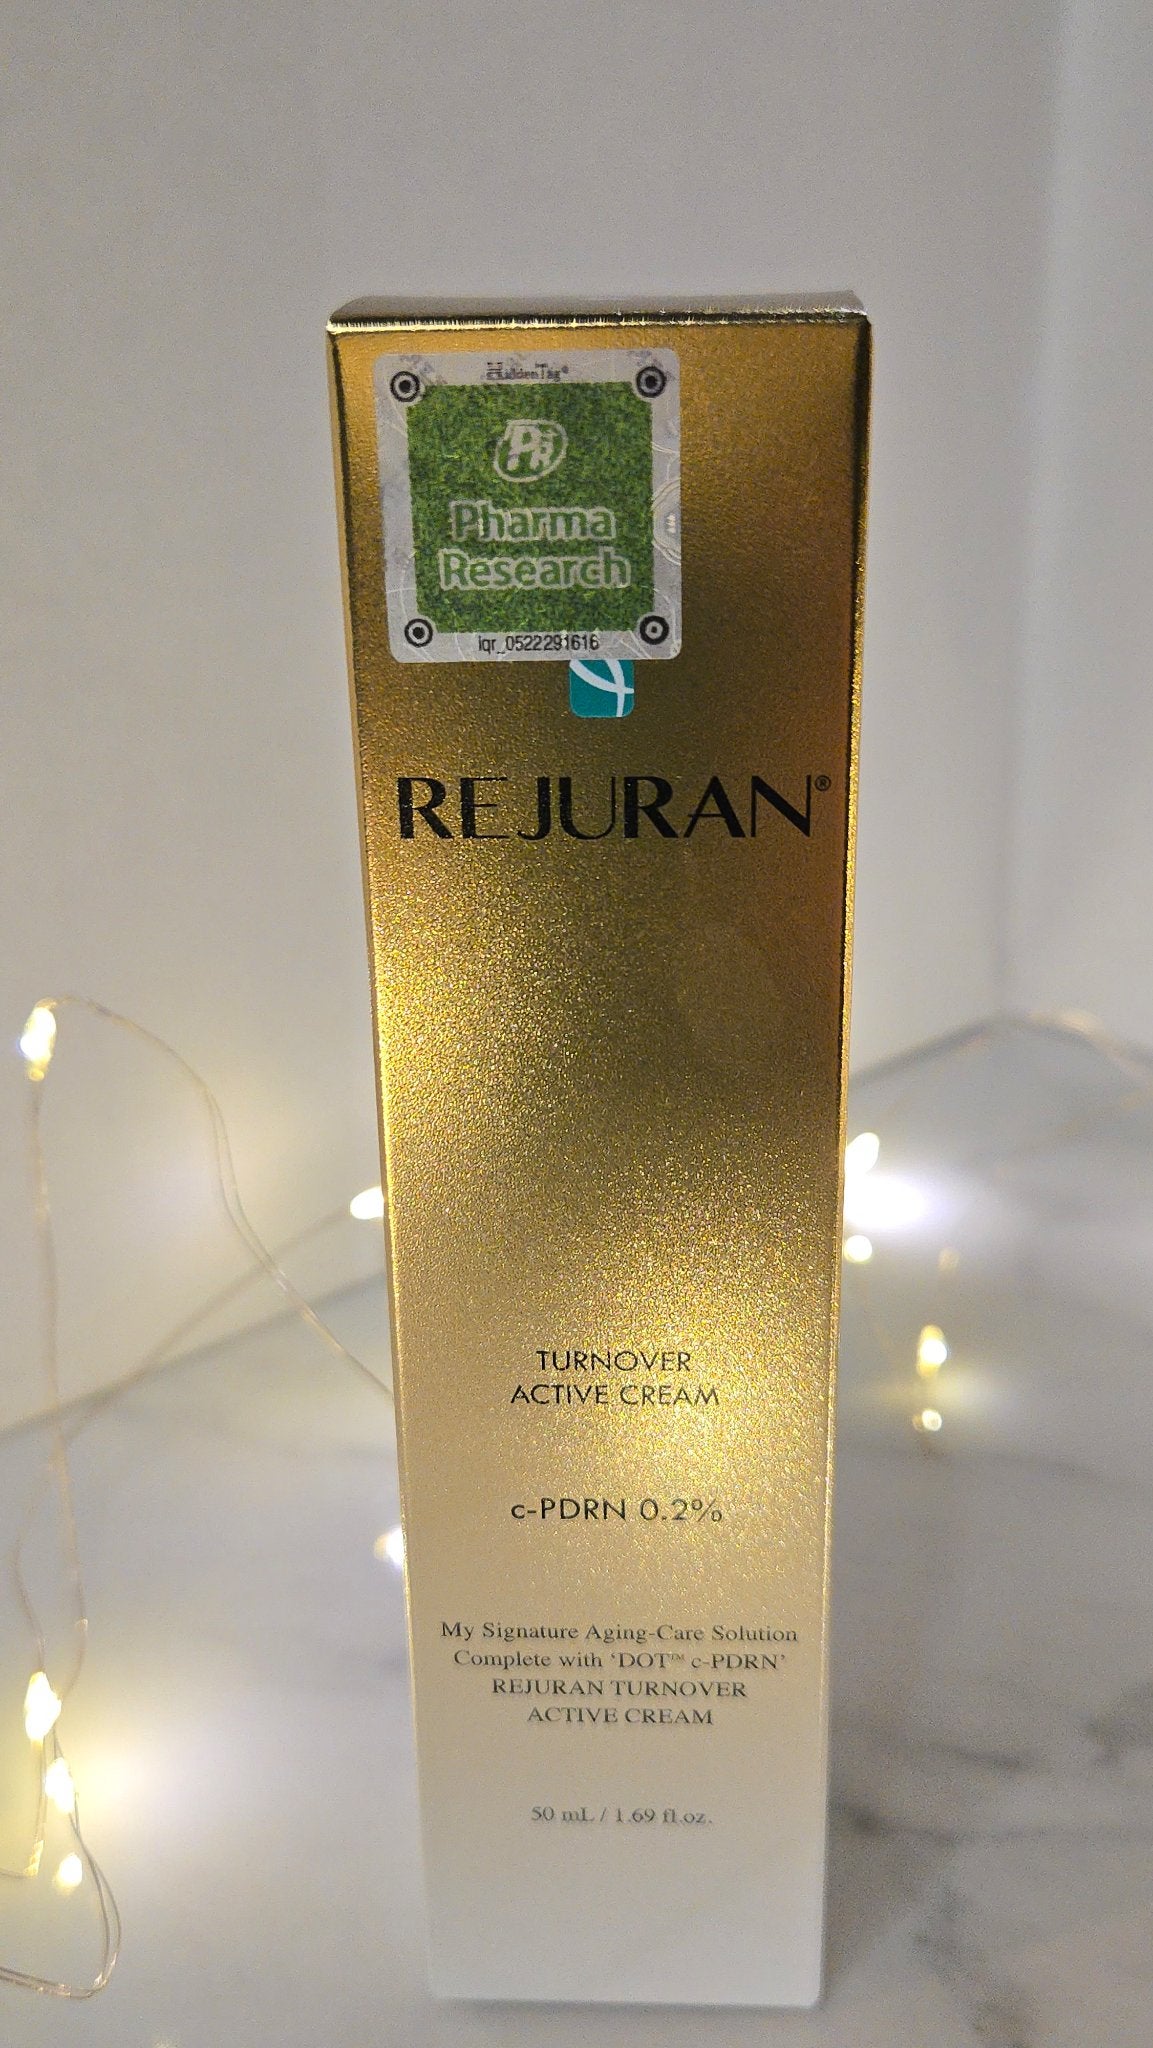 HiddenTag®
Pharma
Research
iqr_0522291616
REJURAN®
TURNOVER
ACTIVE CREAM
c-PDRN 0.2%
My Signature Aging-Care Solution
Complete with ‘DOT™ c-PDRN’
REJURAN TURNOVER
ACTIVE CREAM
50 mL / 1.69 fl.oz.